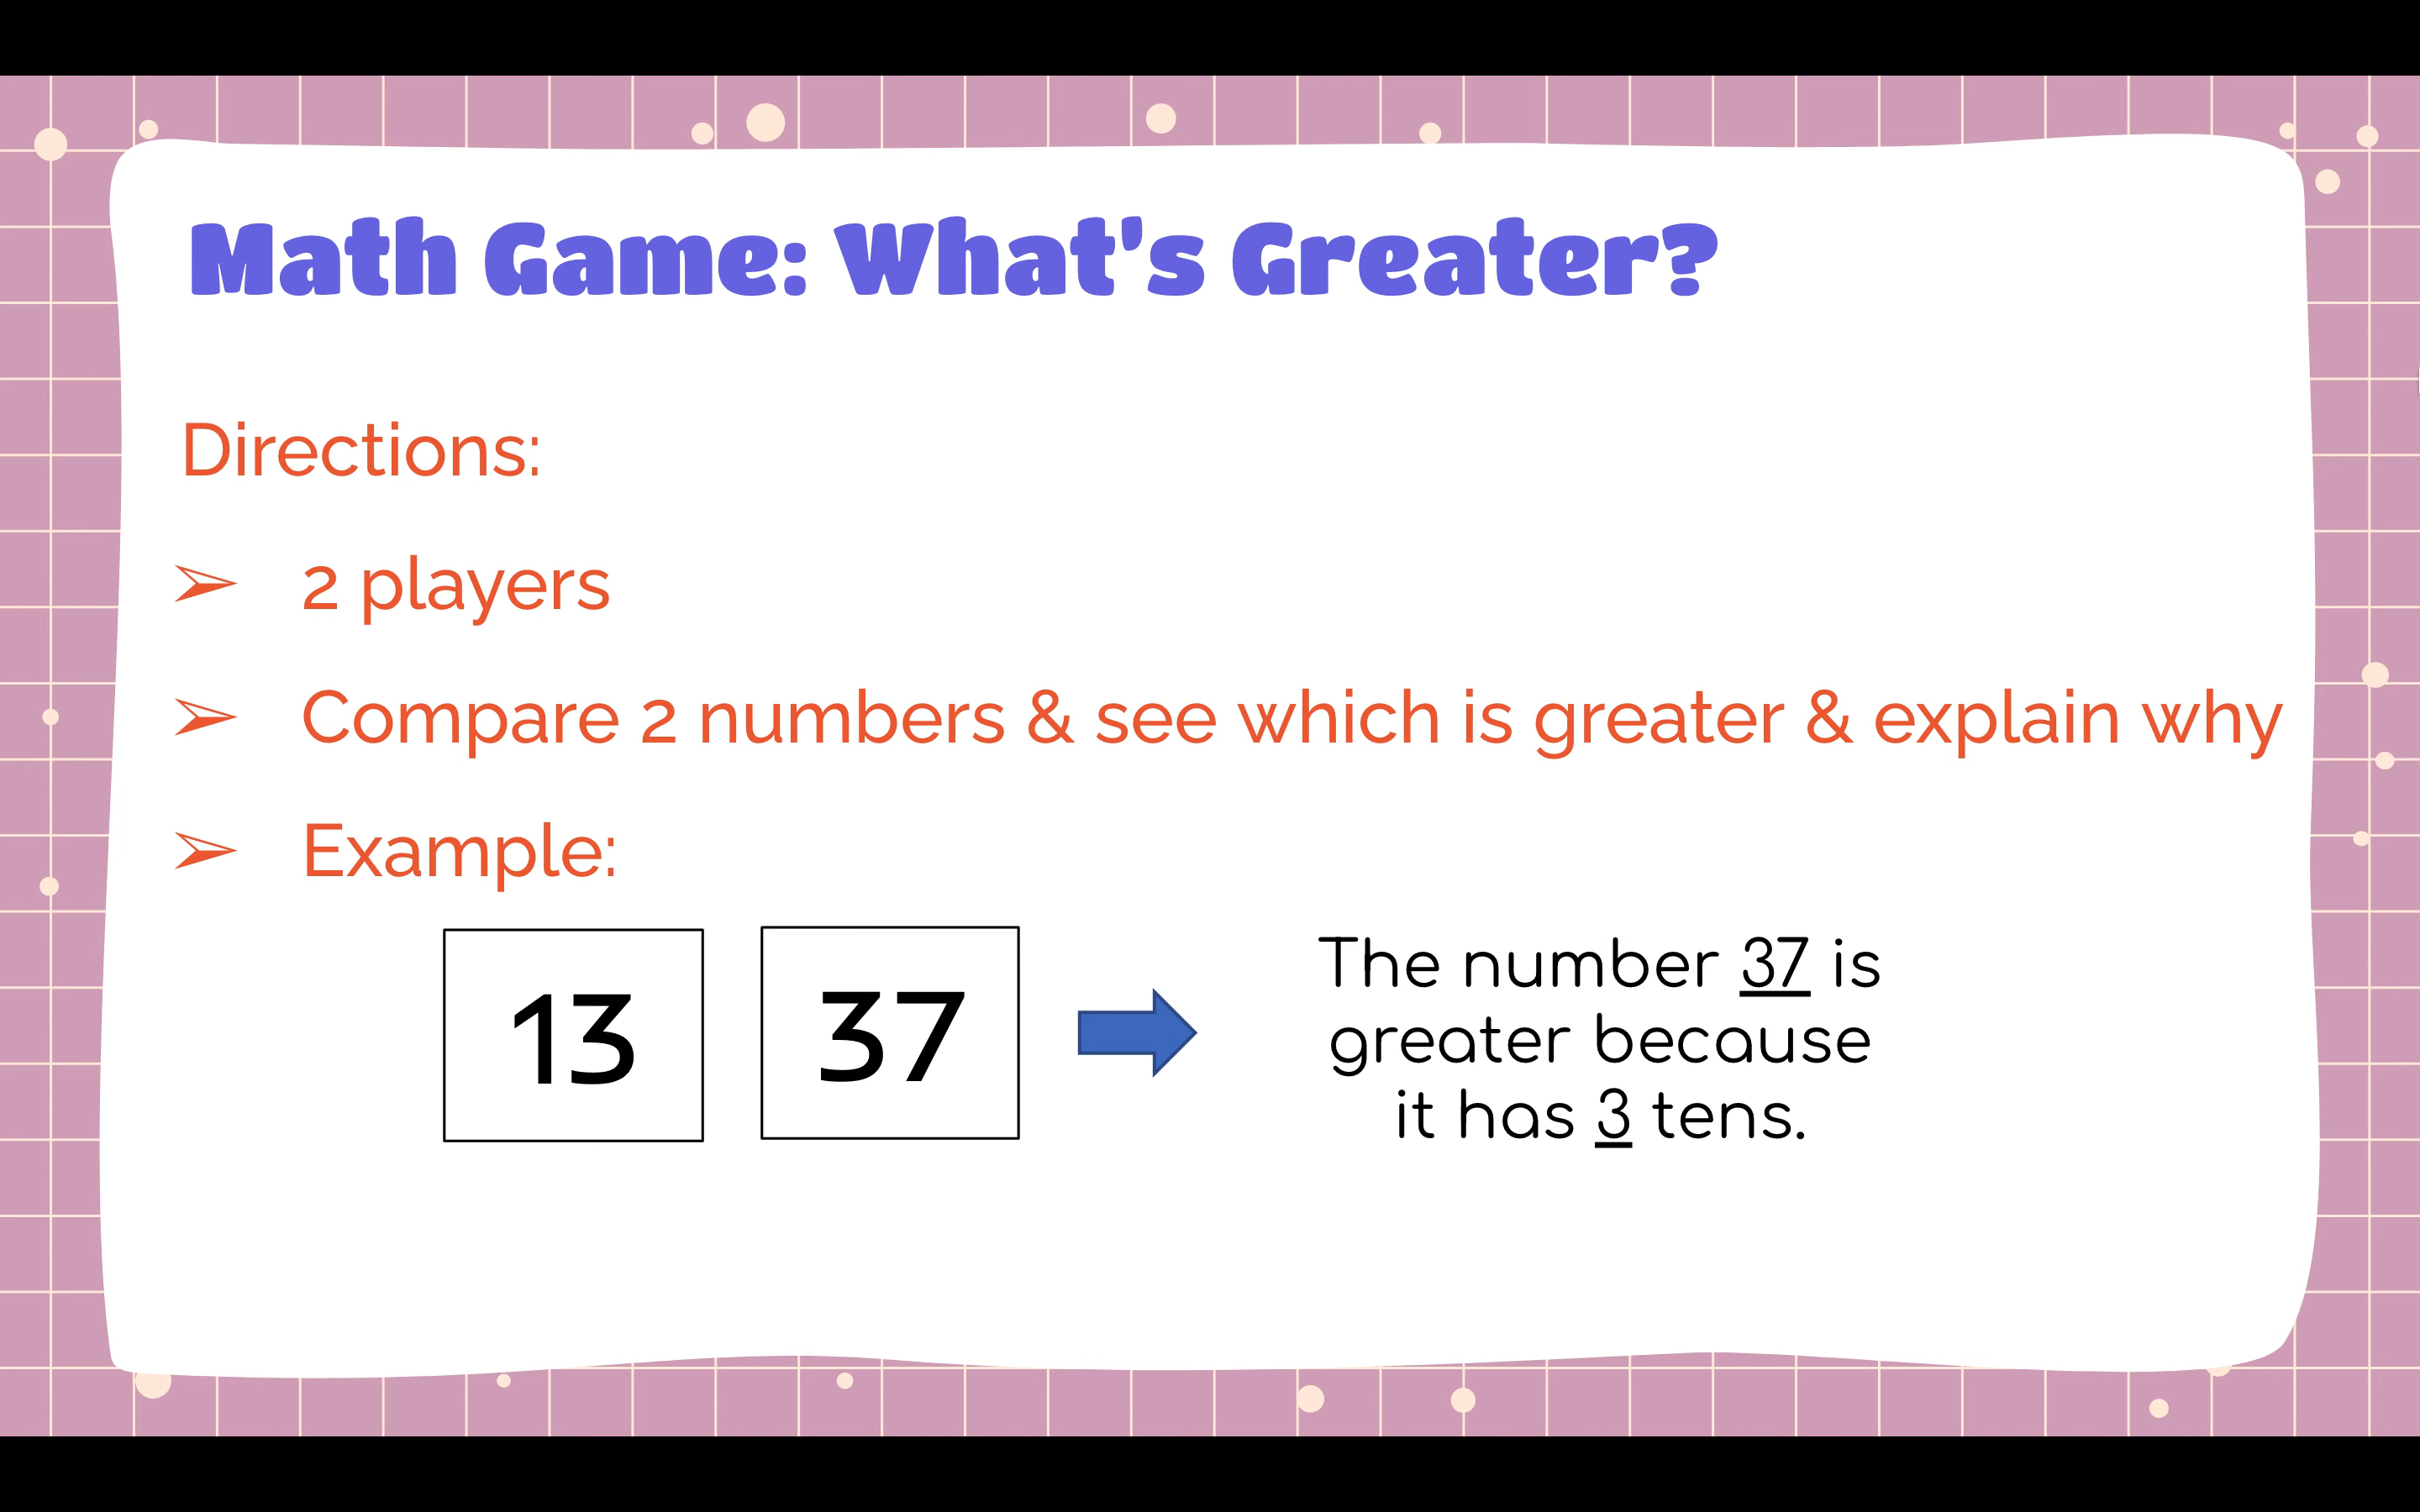 Math Game: What's Greater?
Directions:
➢ 2 players
➢ Compare 2 numbers & see which is greater & explain why
➢ Example:
13 37
The number 37 is
greater because
it has 3 tens.